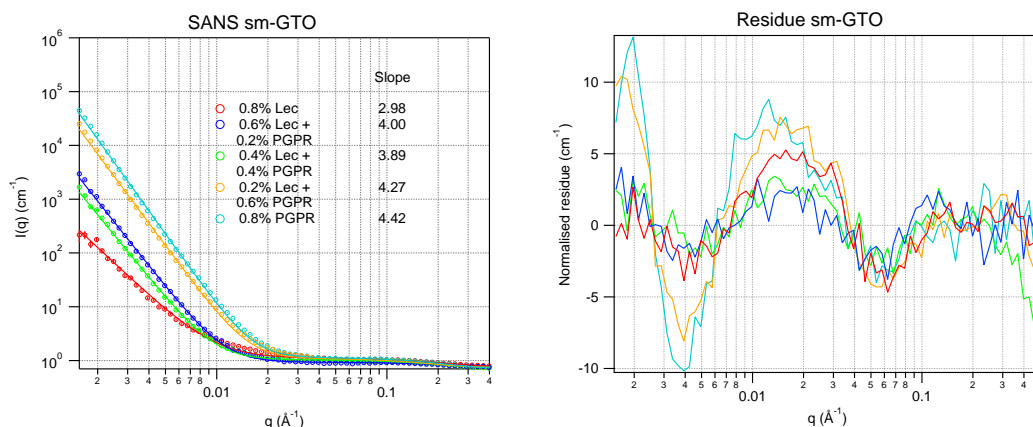 SANS sm-GTO
10^6
10^5
10^4
10^3
10^2
10^1
10^0
I(q) (cm^-1)
Slope
0.8% Lec 2.98
0.6% Lec + 4.00
0.2% PGPR
0.4% Lec + 3.89
0.4% PGPR
0.2% Lec + 4.27
0.6% PGPR
0.8% PGPR 4.42
2 3 4 5 6 7 8 0.01 2 3 4 5 6 7 8 0.1 2 3 4
q (Å^-1)
Residue sm-GTO
10
5
0
-5
-10
Normalised residue (cm^-1)
2 3 4 5 6 7 8 0.01 2 3 4 5 6 7 8 0.1 2 3 4
q (Å^-1)